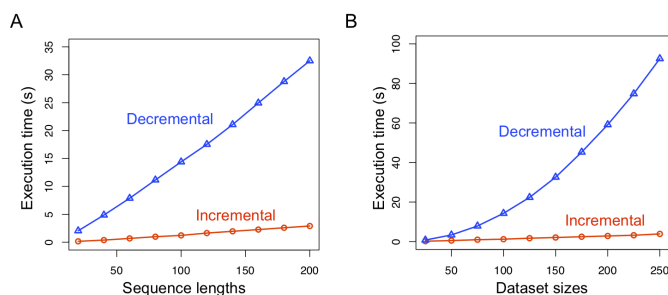 A
Execution time (s)
35
30
25
20
15
10
5
0
Decremental
Incremental
50
100
150
200
Sequence lengths
B
Execution time (s)
100
80
60
40
20
0
Decremental
Incremental
50
100
150
200
250
Dataset sizes